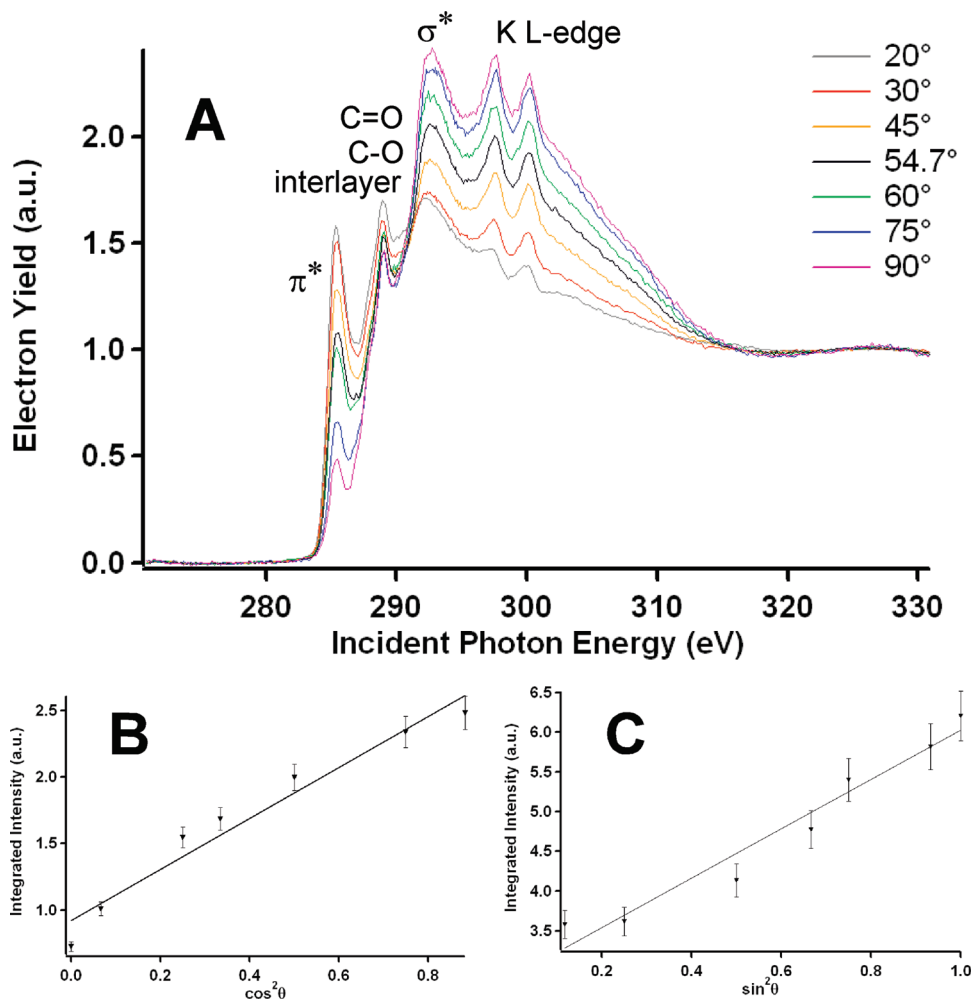 A
σ*
K L-edge
C=O
C-O
interlayer
π*
20°
30°
45°
54.7°
60°
75°
90°
Electron Yield (a.u.)
2.0
1.5
1.0
0.5
0.0
280
290
300
310
320
330
Incident Photon Energy (eV)
B
Integrated Intensity (a.u.)
2.5
2.0
1.5
1.0
0.0
0.2
0.4
0.6
0.8
cos²θ
C
Integrated Intensity (a.u.)
6.5
6.0
5.5
5.0
4.5
4.0
3.5
0.2
0.4
0.6
0.8
1.0
sin²θ